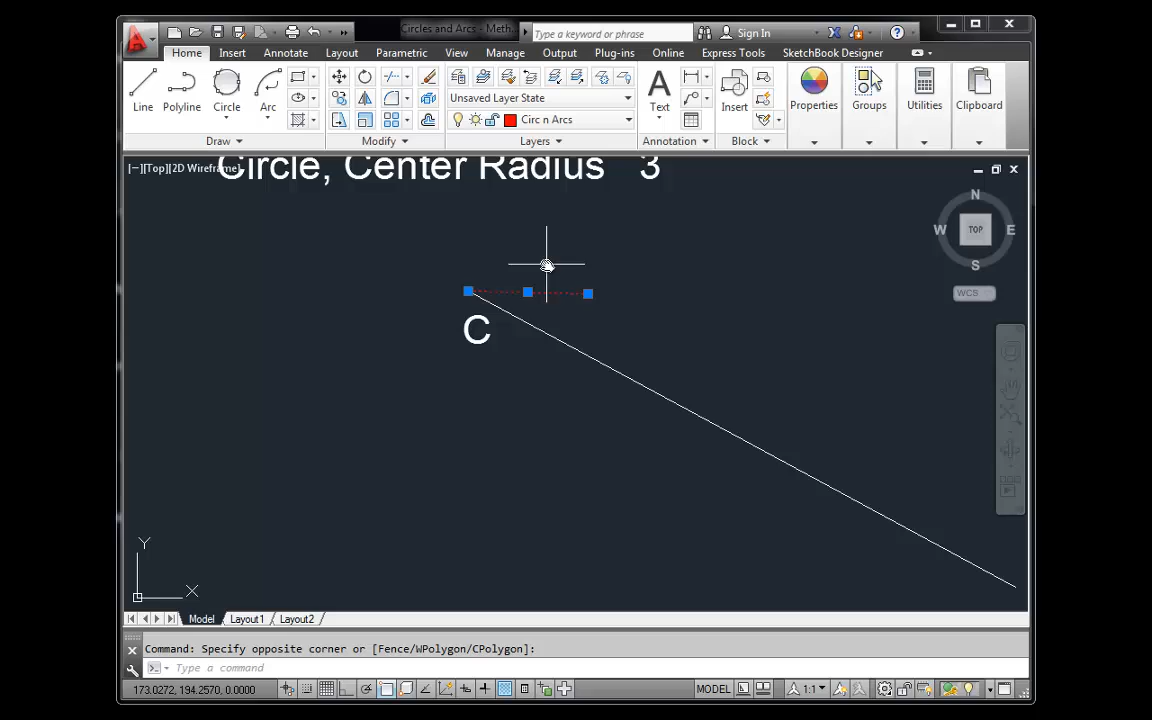 Circles and Arcs - Meth...
Type a keyword or phrase
Sign In
Home Insert Annotate Layout Parametric View Manage Output Plug-ins Online Express Tools SketchBook Designer
Line Polyline Circle Arc
Unsaved Layer State
Circ n Arcs
Text
Insert
Properties Groups Utilities Clipboard
Draw Modify Layers Annotation Block
[−][Top][2D Wireframe]
Circle, Center Radius 3
N
W TOP E
S
WCS
C
Y
X
Model Layout1 Layout2
Command: Specify opposite corner or [Fence/WPolygon/CPolygon]:
Type a command
173.0272, 194.2570, 0.0000 MODEL 1:1